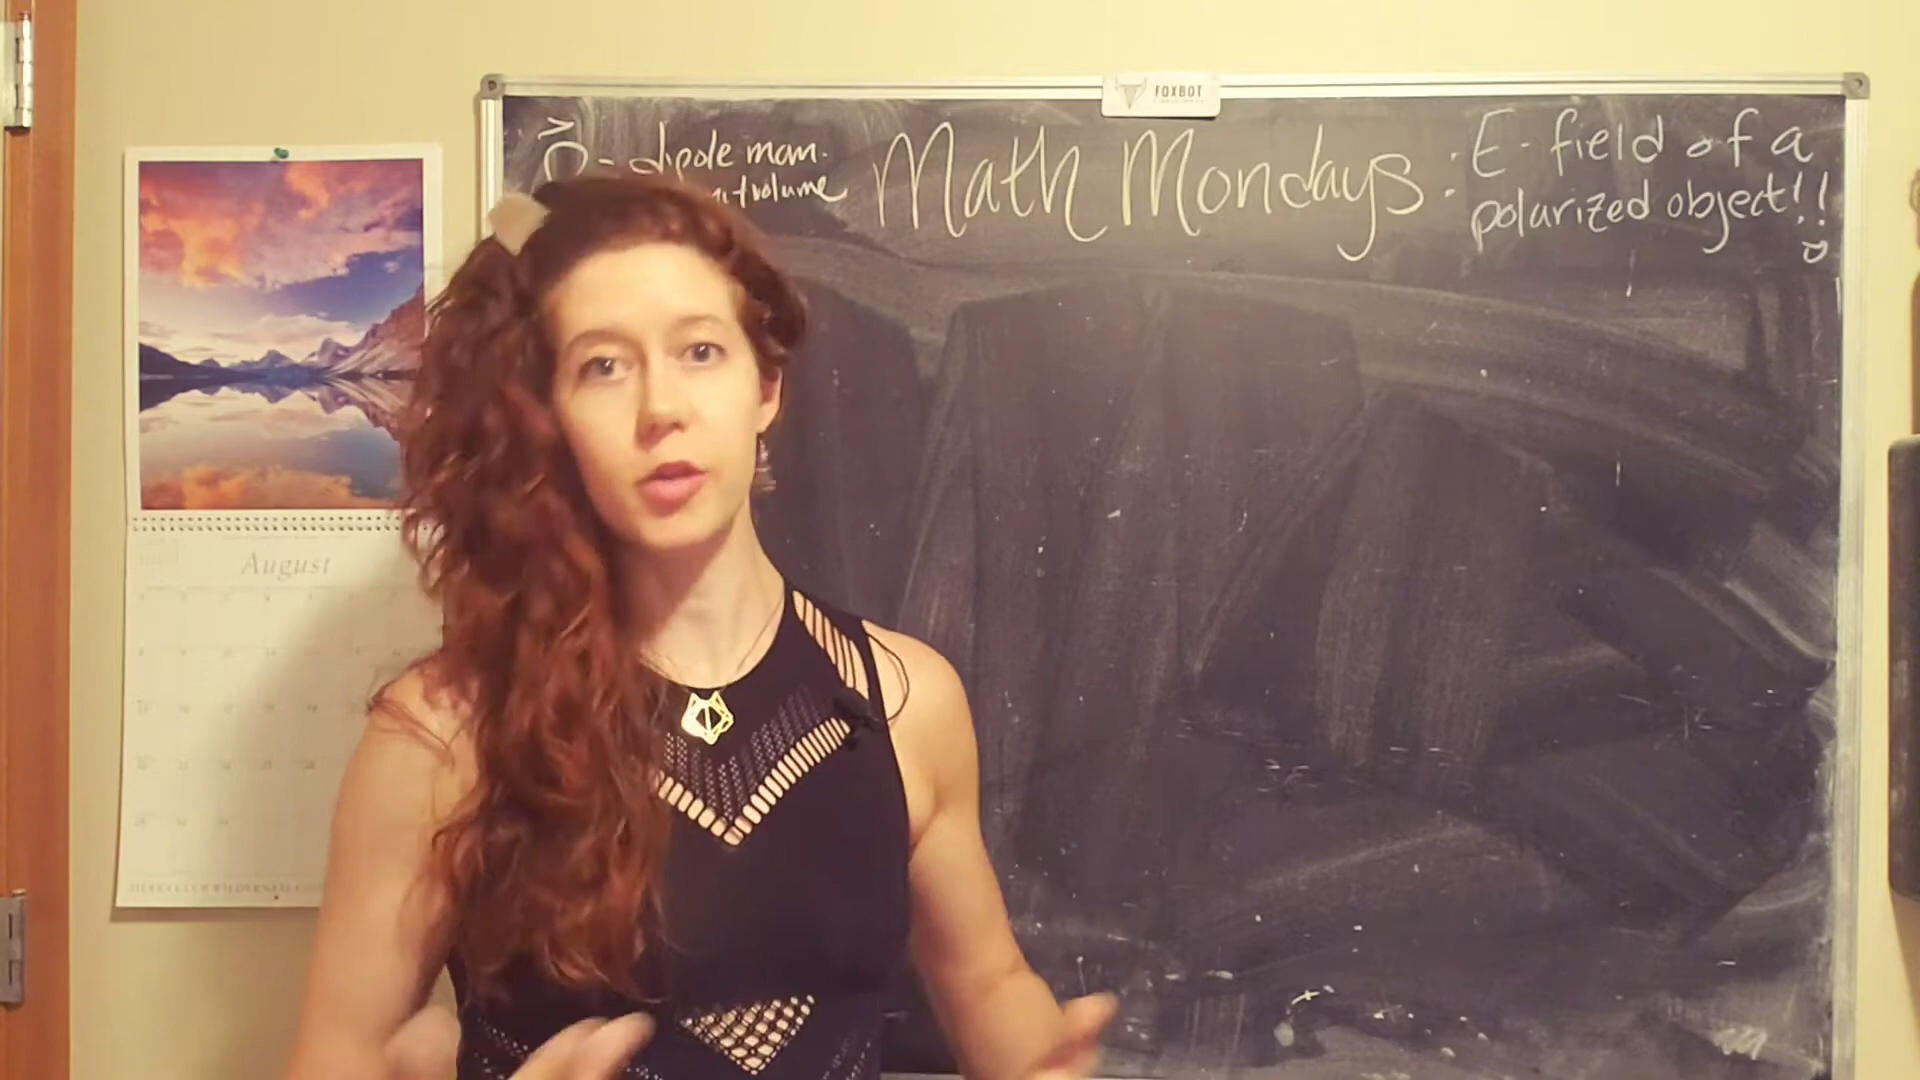 FOXBOT
P - dipole mom.
volume
Math Mondays : E-field of a
polarized object!!
August